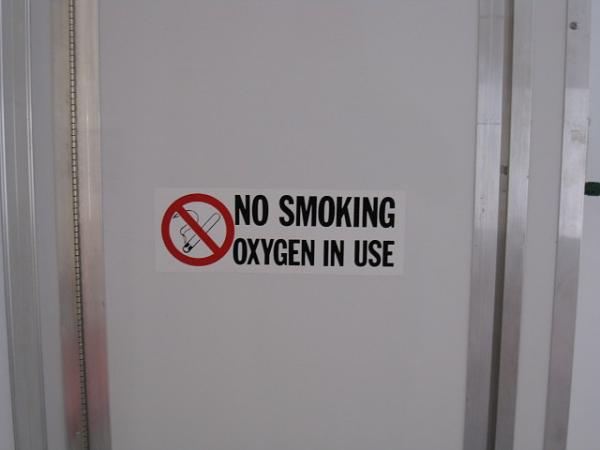 NO SMOKING
OXYGEN IN USE